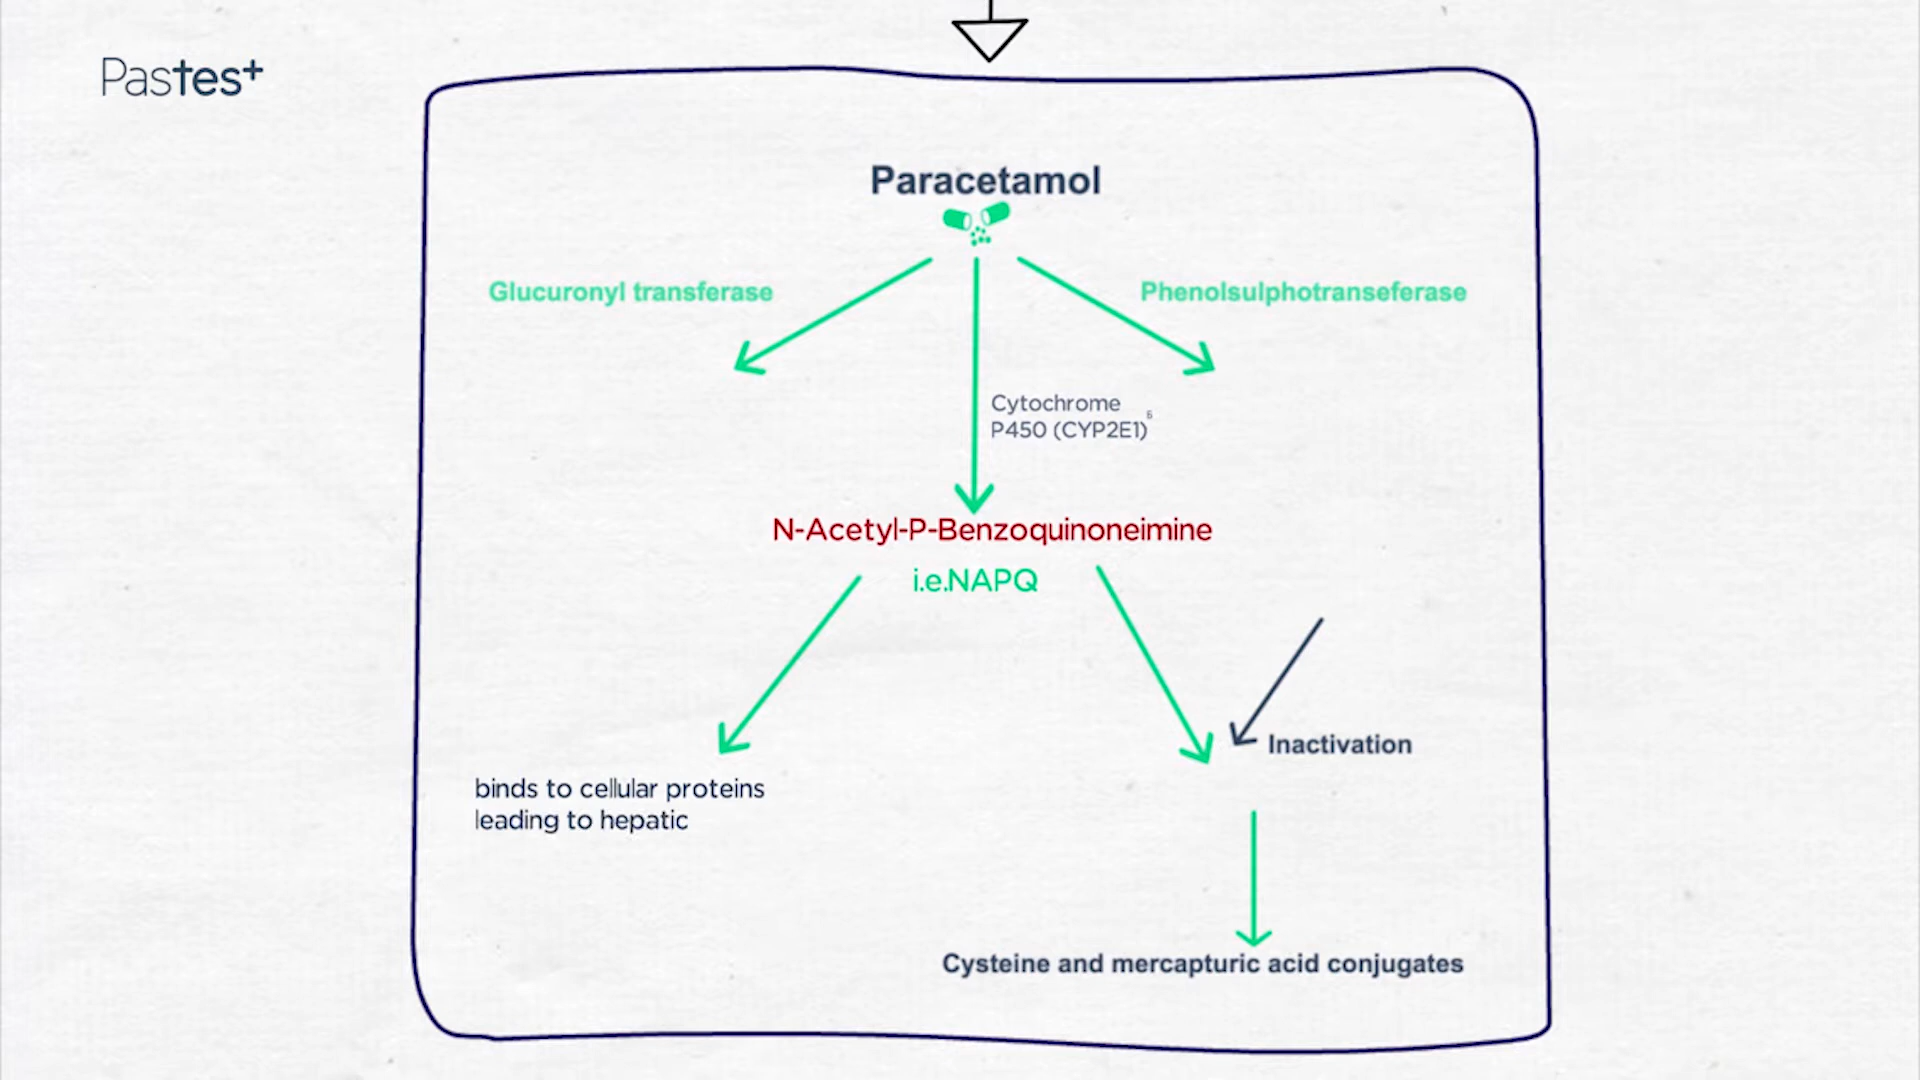 Pastest
Paracetamol
Glucuronyl transferase
Phenolsulphotranseferase
Cytochrome
P450 (CYP2E1)
6
N-Acetyl-P-Benzoquinoneimine
i.e.NAPQ
Inactivation
binds to cellular proteins
leading to hepatic
Cysteine and mercapturic acid conjugates